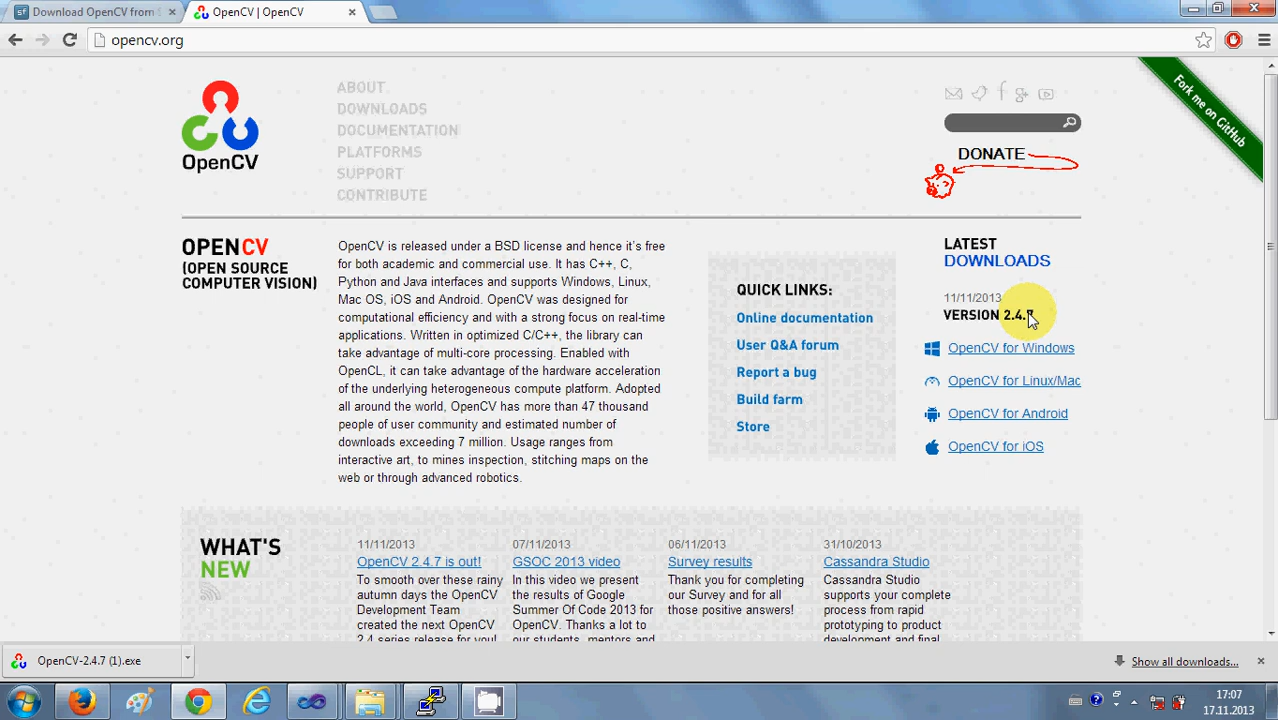 Download OpenCV from
OpenCV | OpenCV
opencv.org
OpenCV
ABOUT
DOWNLOADS
DOCUMENTATION
PLATFORMS
SUPPORT
CONTRIBUTE
DONATE
Fork me on GitHub
OPENCV
(OPEN SOURCE
COMPUTER VISION)
OpenCV is released under a BSD license and hence it's free
for both academic and commercial use. It has C++, C,
Python and Java interfaces and supports Windows, Linux,
Mac OS, iOS and Android. OpenCV was designed for
computational efficiency and with a strong focus on real-time
applications. Written in optimized C/C++, the library can
take advantage of multi-core processing. Enabled with
OpenCL, it can take advantage of the hardware acceleration
of the underlying heterogeneous compute platform. Adopted
all around the world, OpenCV has more than 47 thousand
people of user community and estimated number of
downloads exceeding 7 million. Usage ranges from
interactive art, to mines inspection, stitching maps on the
web or through advanced robotics.
QUICK LINKS:
Online documentation
User Q&A forum
Report a bug
Build farm
Store
LATEST
DOWNLOADS
11/11/2013
VERSION 2.4.7
OpenCV for Windows
OpenCV for Linux/Mac
OpenCV for Android
OpenCV for iOS
WHAT'S
NEW
11/11/2013
OpenCV 2.4.7 is out!
To smooth over these rainy
autumn days the OpenCV
Development Team
created the next OpenCV
2.4 series release for you!
07/11/2013
GSOC 2013 video
In this video we present
the results of Google
Summer Of Code 2013 for
OpenCV. Thanks a lot to
our students, mentors and
06/11/2013
Survey results
Thank you for completing
our Survey and for all
those positive answers!
31/10/2013
Cassandra Studio
Cassandra Studio
supports your complete
process from rapid
prototyping to product
development and final
OpenCV-2.4.7 (1).exe
Show all downloads...
17:07
17.11.2013